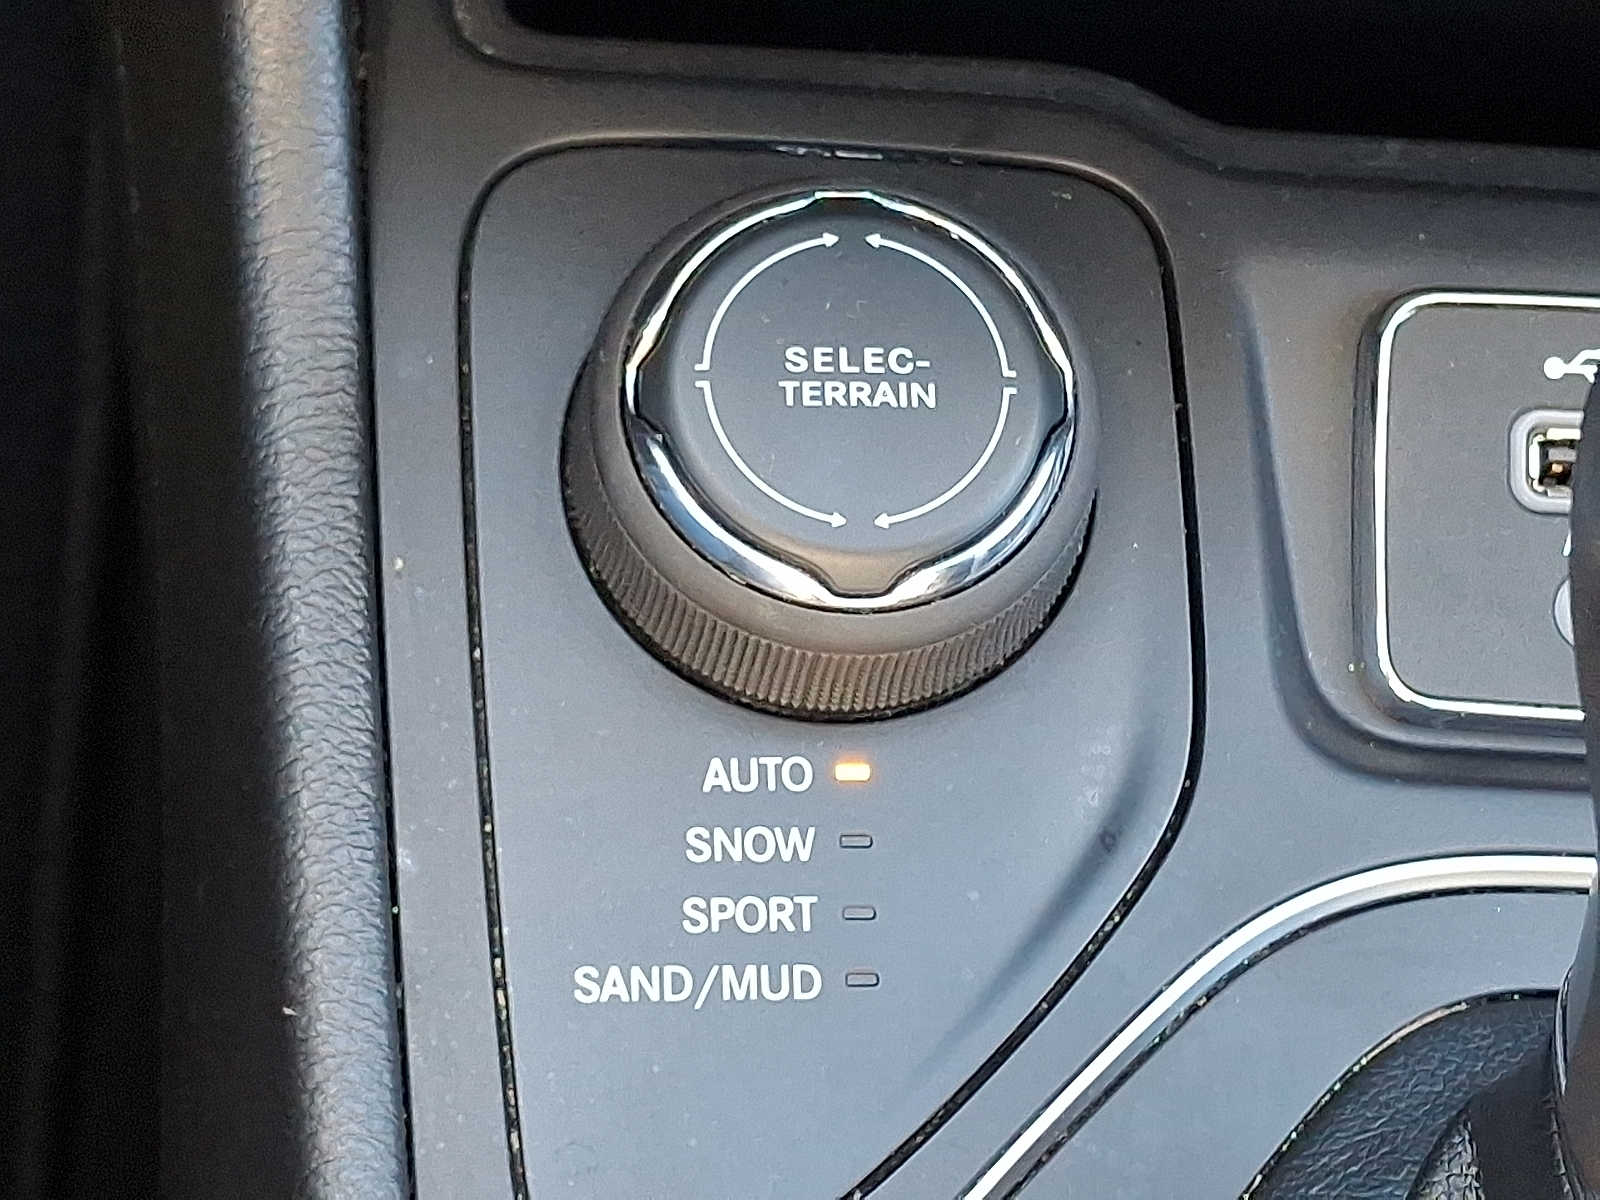 SELEC-
TERRAIN
AUTO
SNOW
SPORT
SAND/MUD